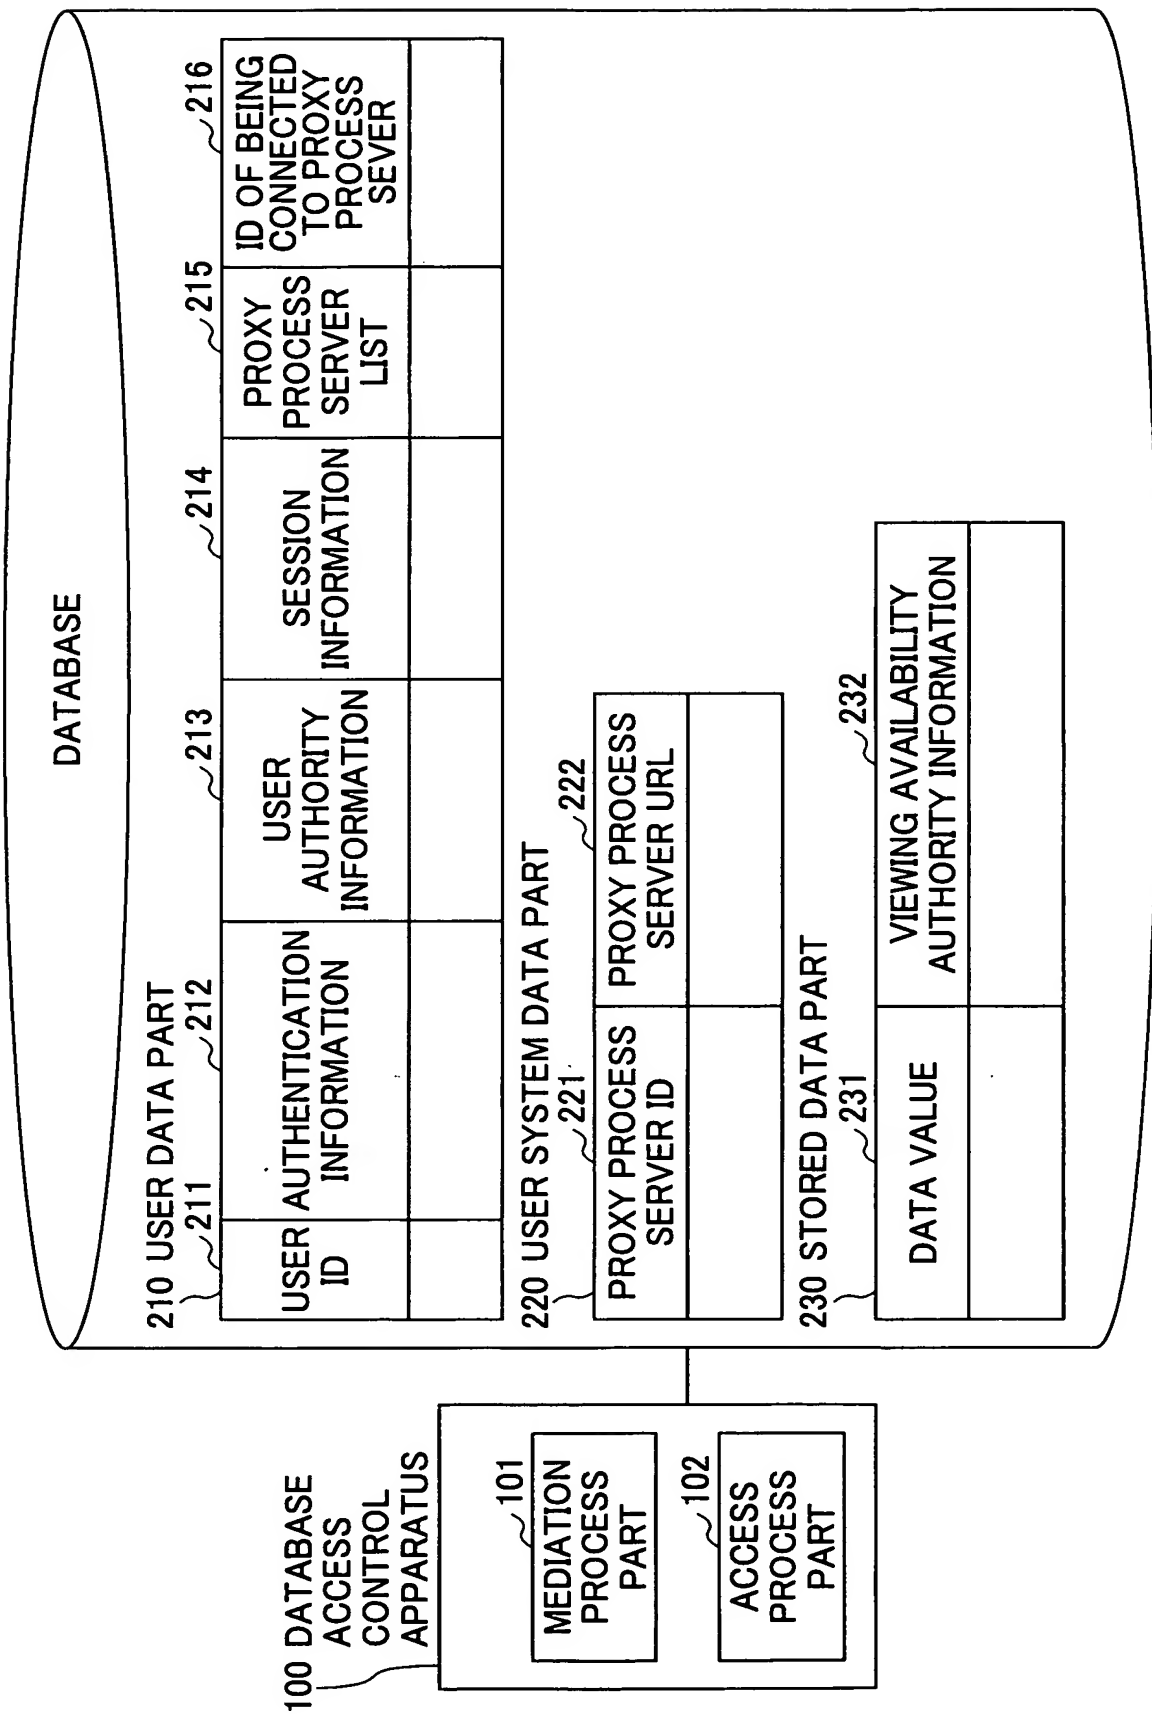 DATABASE
100 DATABASE
ACCESS
CONTROL
APPARATUS
101
MEDIATION
PROCESS
PART
102
ACCESS
PROCESS
PART
210 USER DATA PART
211
212
213
214
215
216
USER
ID
AUTHENTICATION
INFORMATION
USER
AUTHORITY
INFORMATION
SESSION
INFORMATION
PROXY
PROCESS
SERVER
LIST
ID OF BEING
CONNECTED
TO PROXY
PROCESS
SEVER
220 USER SYSTEM DATA PART
221
222
PROXY PROCESS
SERVER ID
PROXY PROCESS
SERVER URL
230 STORED DATA PART
231
232
DATA VALUE
VIEWING AVAILABILITY
AUTHORITY INFORMATION